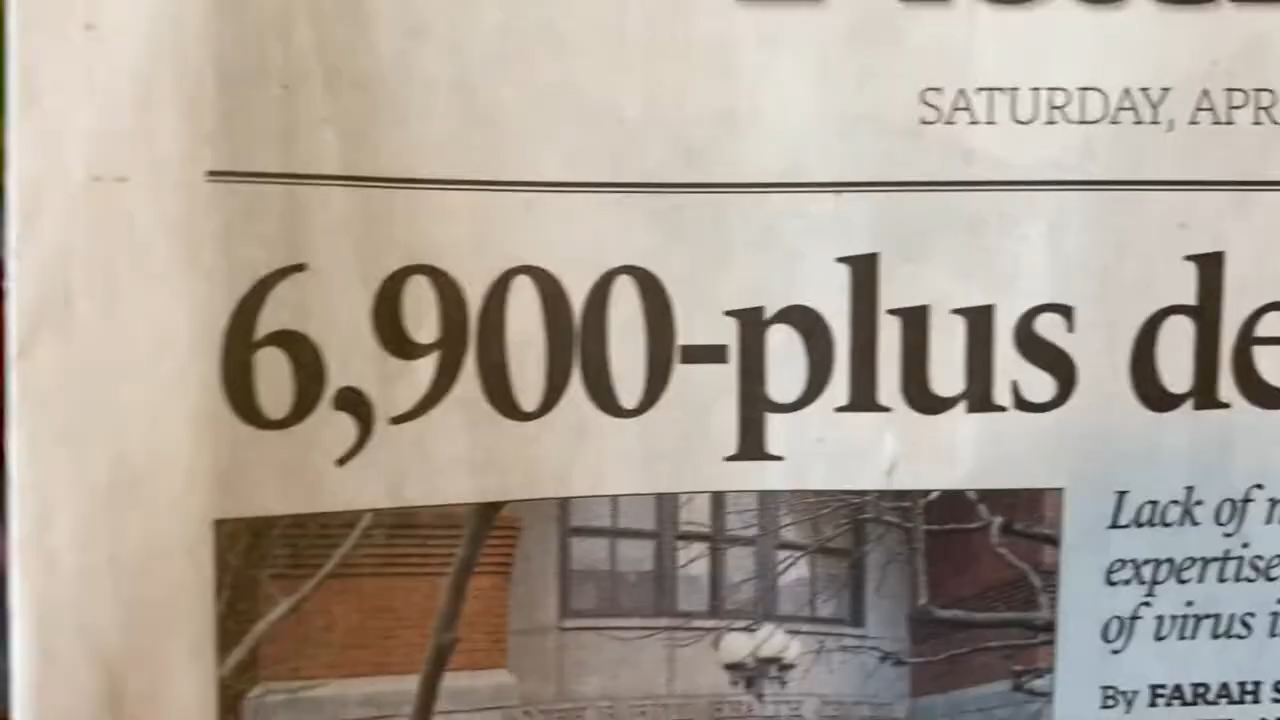 SATURDAY, APR
6,900-plus de
Lack of
expertise
of virus
By FARAH S